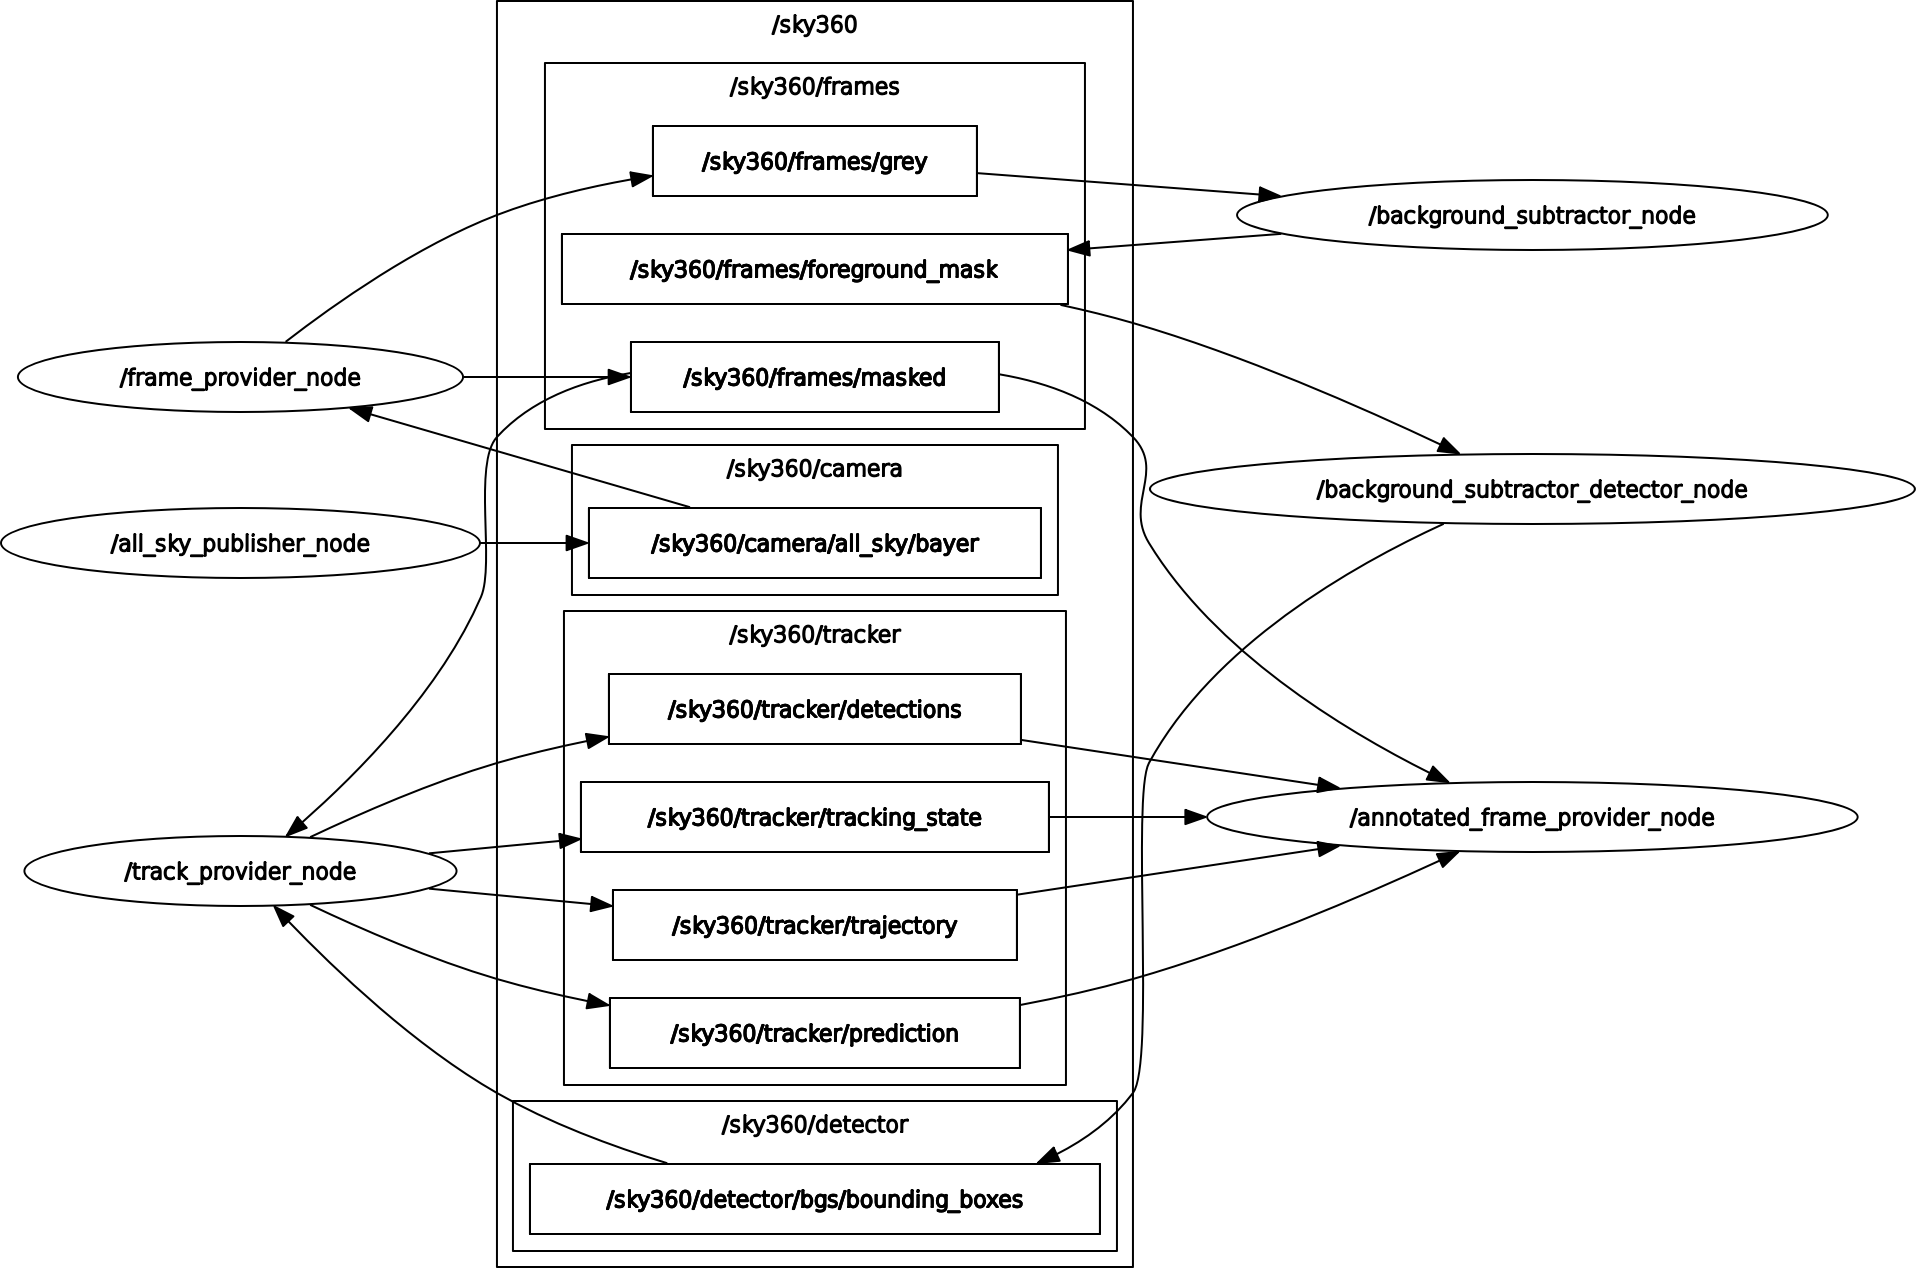 /sky360
/sky360/frames
/sky360/frames/grey
/background_subtractor_node
/sky360/frames/foreground_mask
/frame_provider_node
/sky360/frames/masked
/sky360/camera
/background_subtractor_detector_node
/all_sky_publisher_node
/sky360/camera/all_sky/bayer
/sky360/tracker
/sky360/tracker/detections
/sky360/tracker/tracking_state
/annotated_frame_provider_node
/track_provider_node
/sky360/tracker/trajectory
/sky360/tracker/prediction
/sky360/detector
/sky360/detector/bgs/bounding_boxes